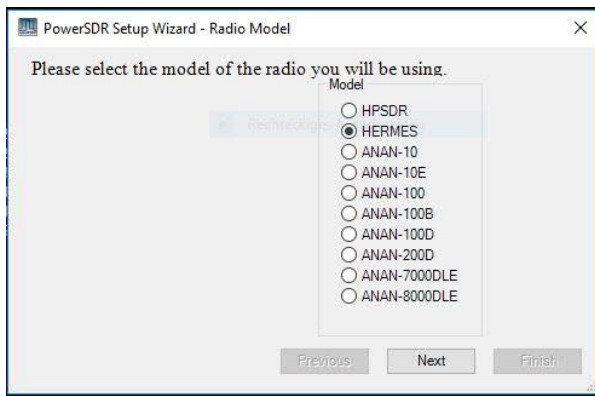 PowerSDR Setup Wizard - Radio Model
Please select the model of the radio you will be using.
Model
Rechteckiges
HPSDR
HERMES
ANAN-10
ANAN-10E
ANAN-100
ANAN-100B
ANAN-100D
ANAN-200D
ANAN-7000DLE
ANAN-8000DLE
Previous Next Finish